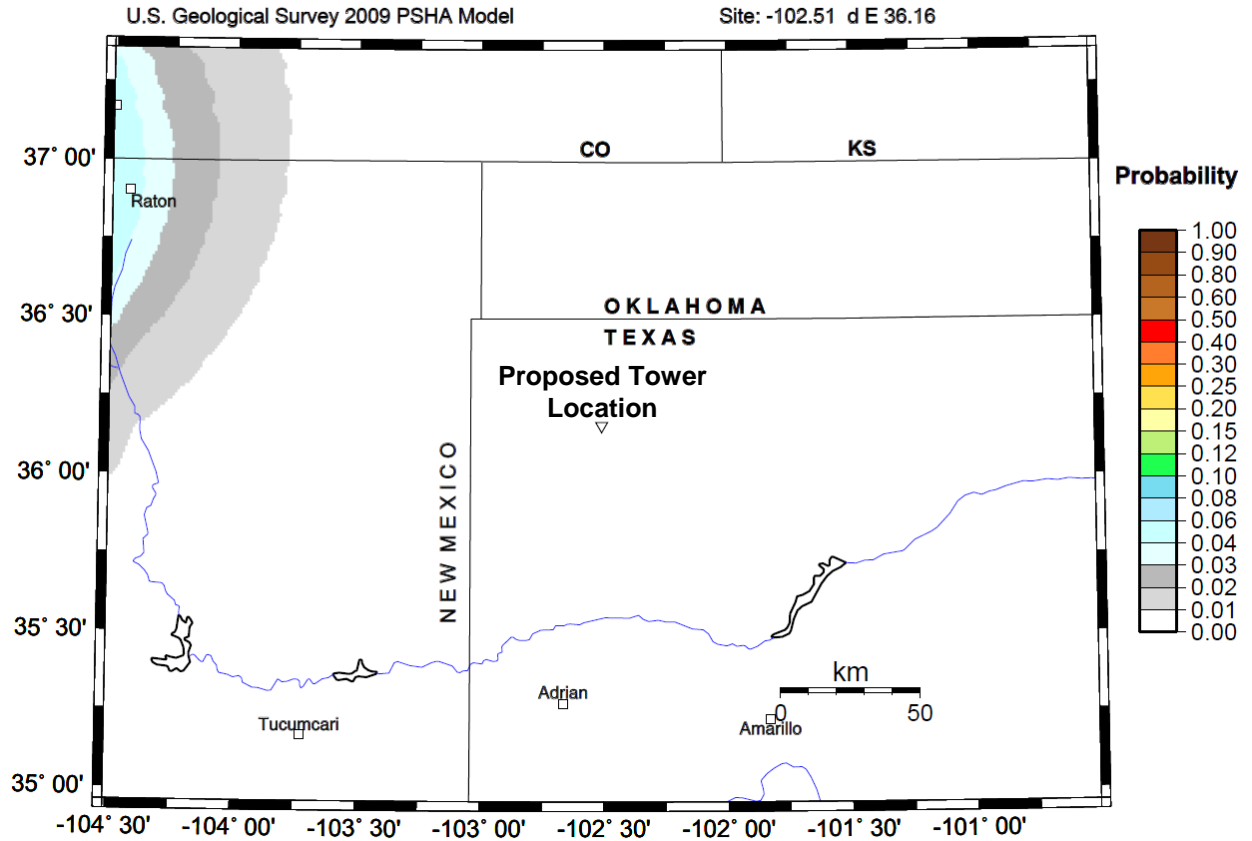 U.S. Geological Survey 2009 PSHA Model
Site: -102.51 d E 36.16
37° 00'
36° 30'
36° 00'
35° 30'
35° 00'
-104° 30'
-104° 00'
-103° 30'
-103° 00'
-102° 30'
-102° 00'
-101° 30'
-101° 00'
CO
KS
Raton
OKLAHOMA
TEXAS
Proposed Tower
Location
NEW MEXICO
Adrian
Tucumcari
Amarillo
km
0
50
Probability
1.00
0.90
0.80
0.60
0.50
0.40
0.30
0.25
0.20
0.15
0.12
0.10
0.08
0.06
0.04
0.03
0.02
0.01
0.00